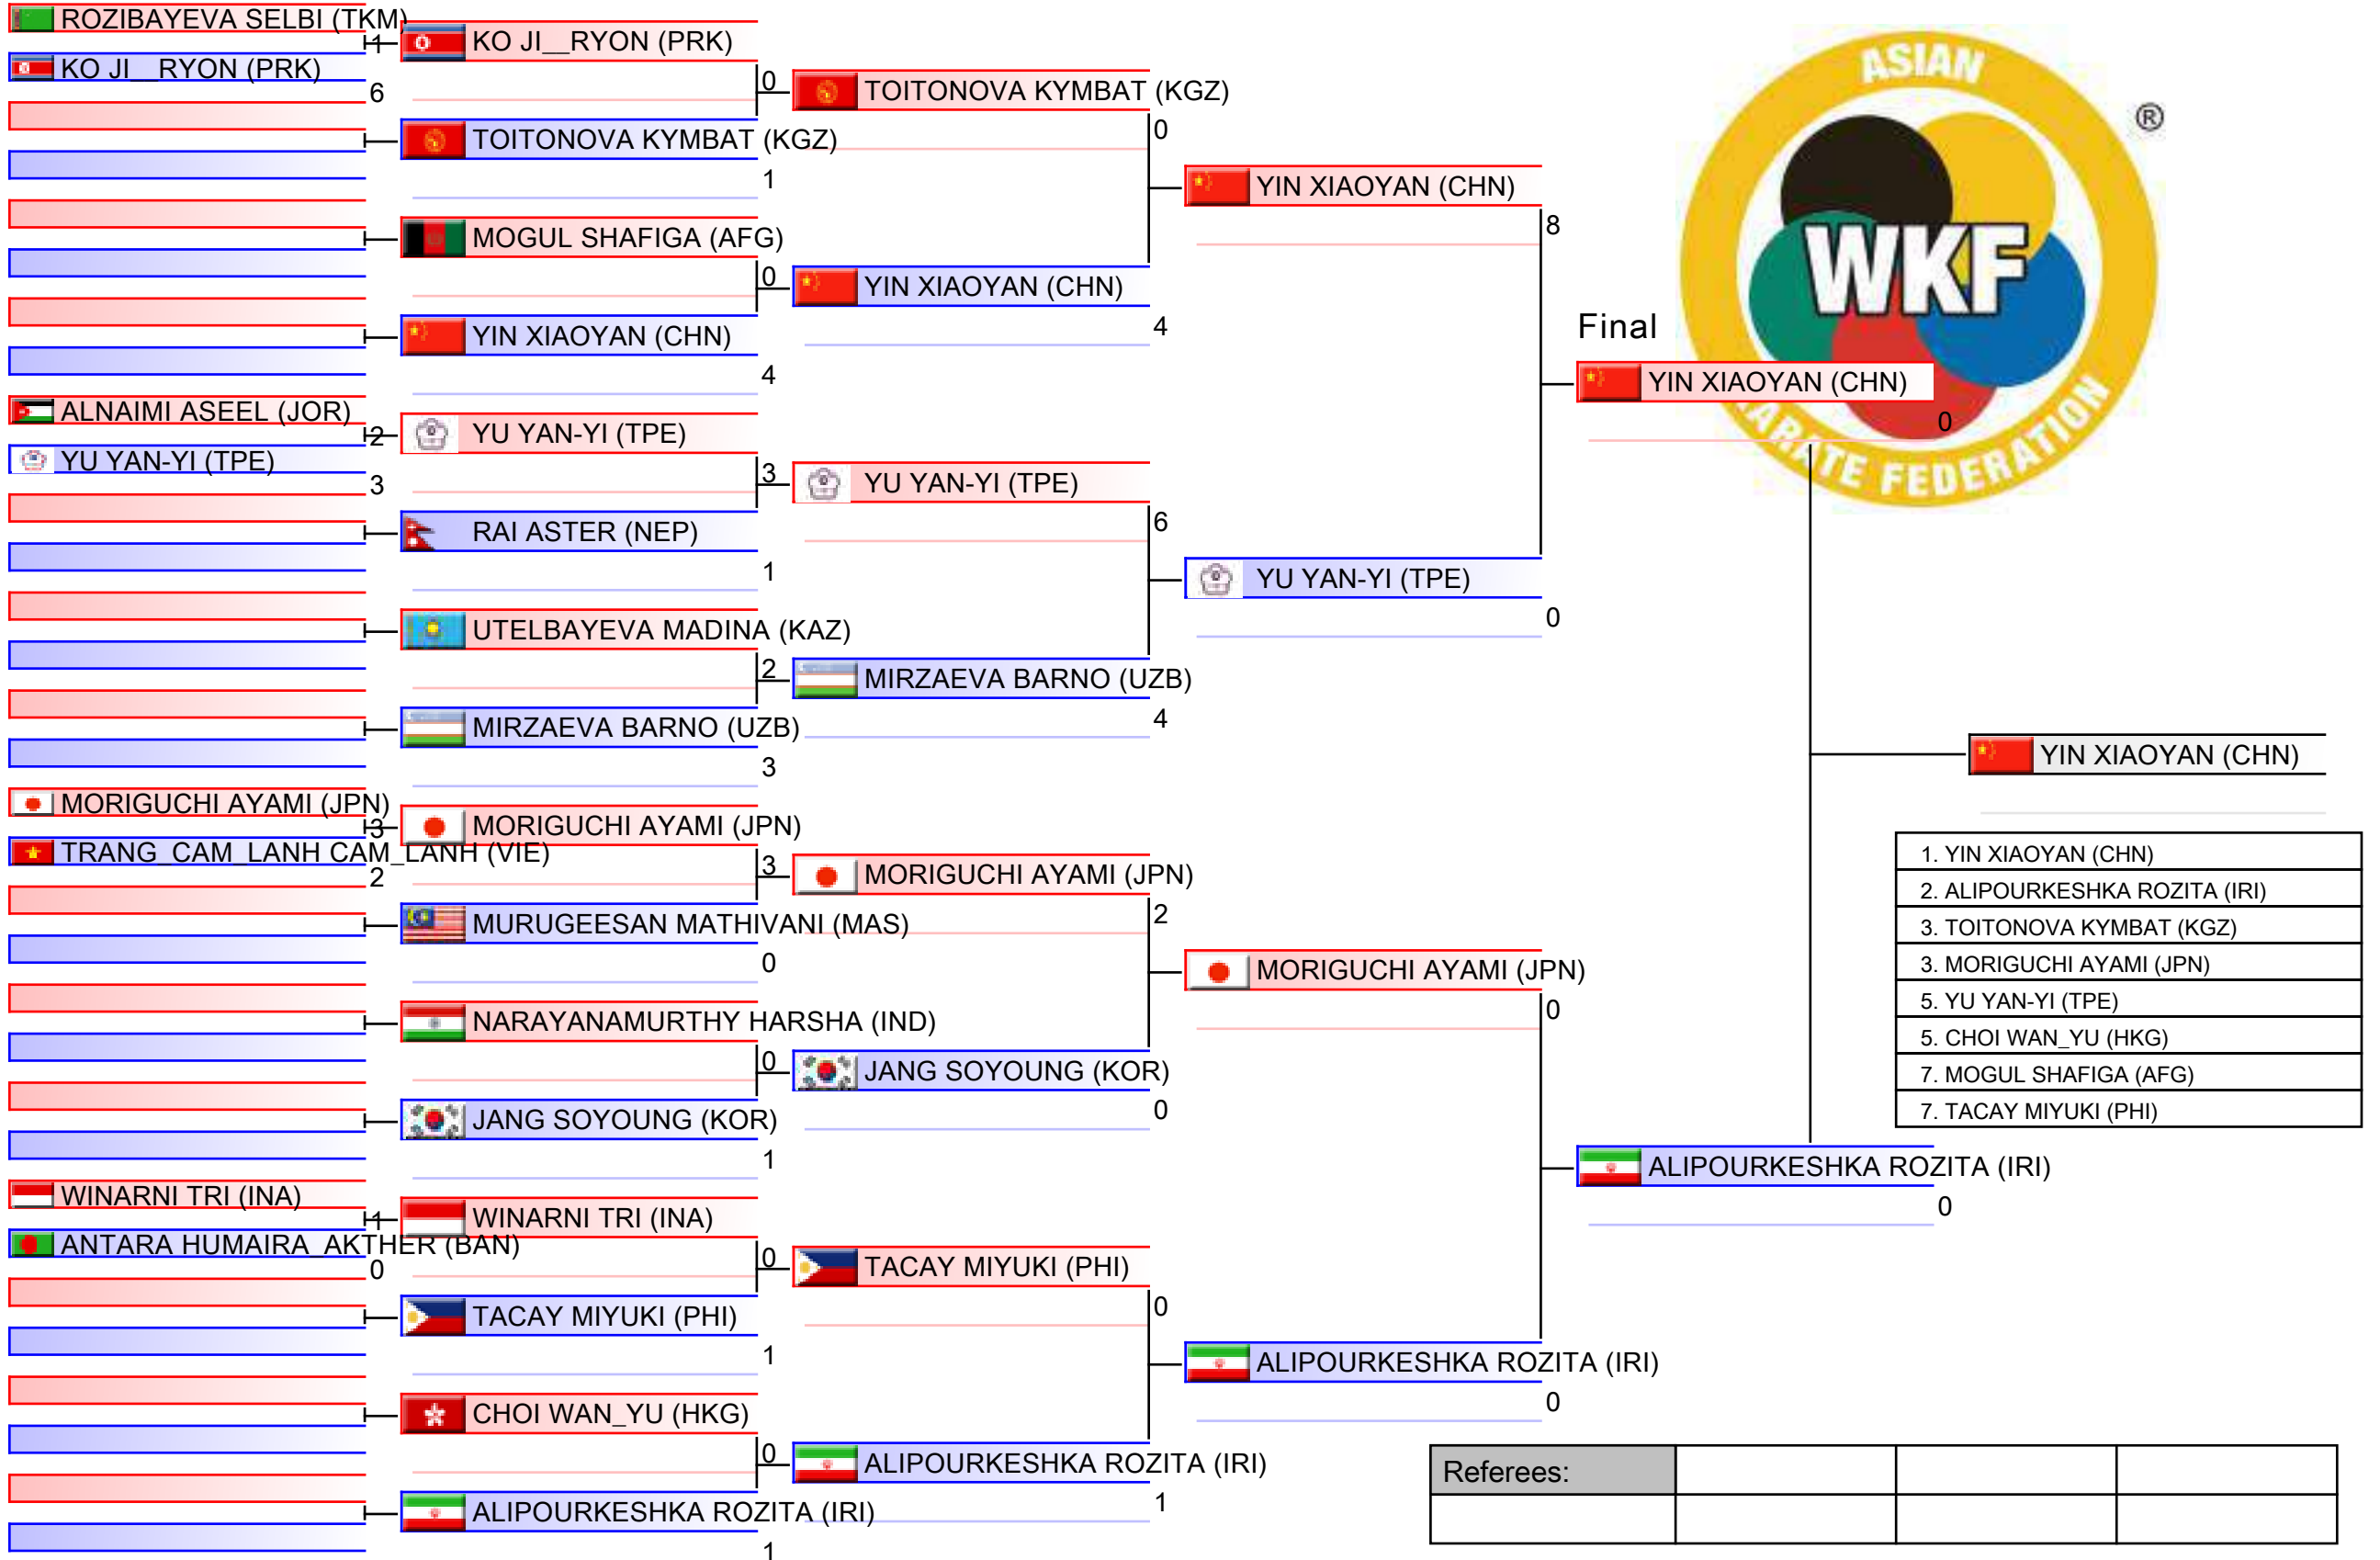 ROZIBAYEVA SELBI (TKM)
1
KO JI__RYON (PRK)
6
ALNAIMI ASEEL (JOR)
2
YU YAN-YI (TPE)
3
MORIGUCHI AYAMI (JPN)
3
TRANG_CAM_LANH CAM_LANH (VIE)
2
WINARNI TRI (INA)
1
ANTARA HUMAIRA_AKTHER (BAN)
0
KO JI__RYON (PRK)
0
TOITONOVA KYMBAT (KGZ)
1
MOGUL SHAFIGA (AFG)
0
YIN XIAOYAN (CHN)
4
YU YAN-YI (TPE)
3
RAI ASTER (NEP)
1
UTELBAYEVA MADINA (KAZ)
2
MIRZAEVA BARNO (UZB)
3
MORIGUCHI AYAMI (JPN)
3
MURUGEESAN MATHIVANI (MAS)
0
NARAYANAMURTHY HARSHA (IND)
0
JANG SOYOUNG (KOR)
1
WINARNI TRI (INA)
0
TACAY MIYUKI (PHI)
1
CHOI WAN_YU (HKG)
0
ALIPOURKESHKA ROZITA (IRI)
1
TOITONOVA KYMBAT (KGZ)
0
YIN XIAOYAN (CHN)
4
YU YAN-YI (TPE)
6
MIRZAEVA BARNO (UZB)
4
MORIGUCHI AYAMI (JPN)
2
JANG SOYOUNG (KOR)
0
TACAY MIYUKI (PHI)
0
ALIPOURKESHKA ROZITA (IRI)
1
YIN XIAOYAN (CHN)
8
YU YAN-YI (TPE)
0
MORIGUCHI AYAMI (JPN)
0
ALIPOURKESHKA ROZITA (IRI)
0
Final
YIN XIAOYAN (CHN)
0
ALIPOURKESHKA ROZITA (IRI)
0
ASIAN
®
WKF
FEDERATION
YIN XIAOYAN (CHN)
1. YIN XIAOYAN (CHN)
2. ALIPOURKESHKA ROZITA (IRI)
3. TOITONOVA KYMBAT (KGZ)
3. MORIGUCHI AYAMI (JPN)
5. YU YAN-YI (TPE)
5. CHOI WAN_YU (HKG)
7. MOGUL SHAFIGA (AFG)
7. TACAY MIYUKI (PHI)
Referees: